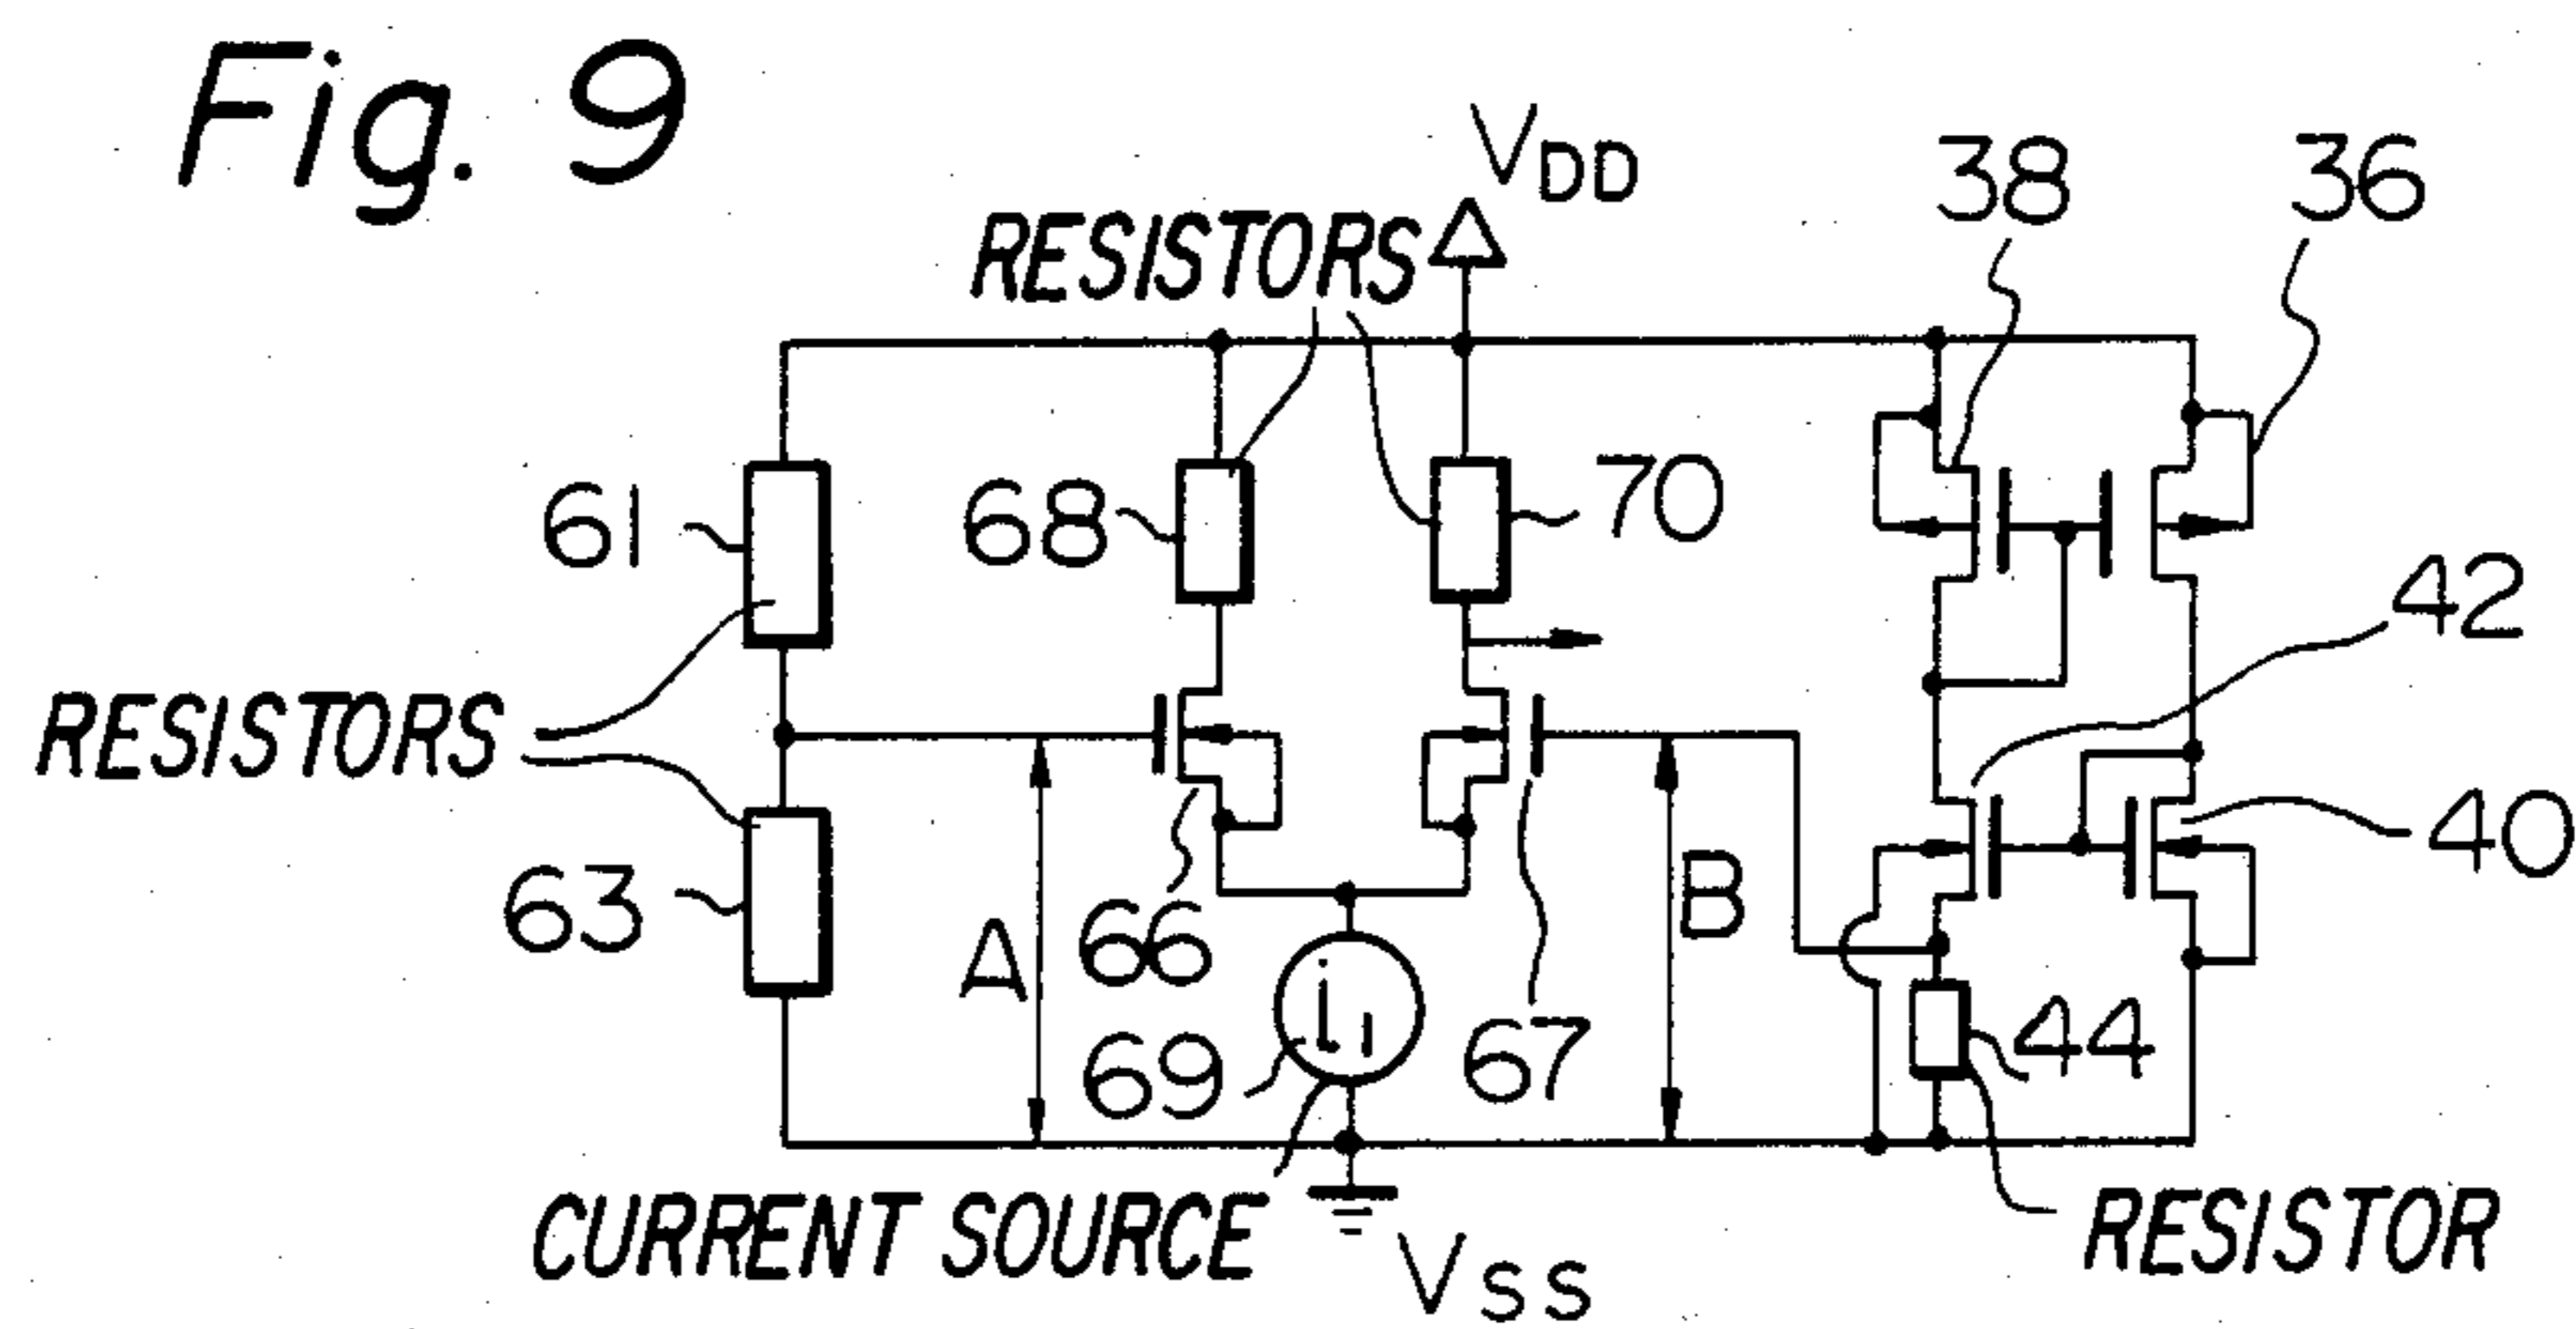 Fig. 9
VDD
38
36
RESISTORS
61
68
70
42
RESISTORS
40
63
A
66
B
i1
69
67
44
CURRENT SOURCE
VSS
RESISTOR